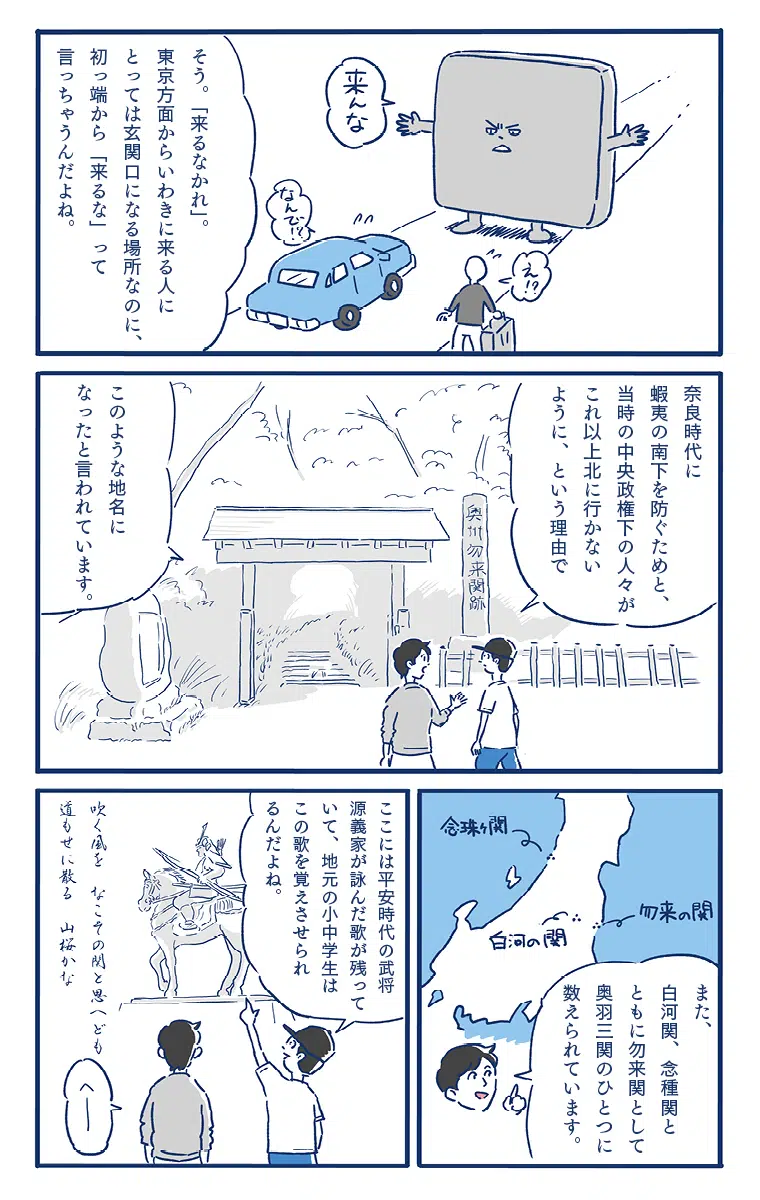 そう。「来るなかれ」。
東京方面からいわきに来る人に
とっては玄関口になる場所なのに、
初っ端から「来るな」って
言っちゃうんだよね。
来んな
なんで!?
え!?
奈良時代に
蝦夷の南下を防ぐためと、
当時の中央政権下の人々が
これ以上北に行かない
ように、という理由で
奥州勿来関跡
このような地名に
なったと言われています。
念珠ヶ関
勿来の関
白河の関
また、
白河関、念種関と
ともに勿来関として
奥羽三関のひとつに
数えられています。
ここには平安時代の武将
源義家が詠んだ歌が残って
いて、地元の小中学生は
この歌を覚えさせられ
るんだよね。
吹く風を なこその関と思へども
道もせに散る 山桜かな
へー